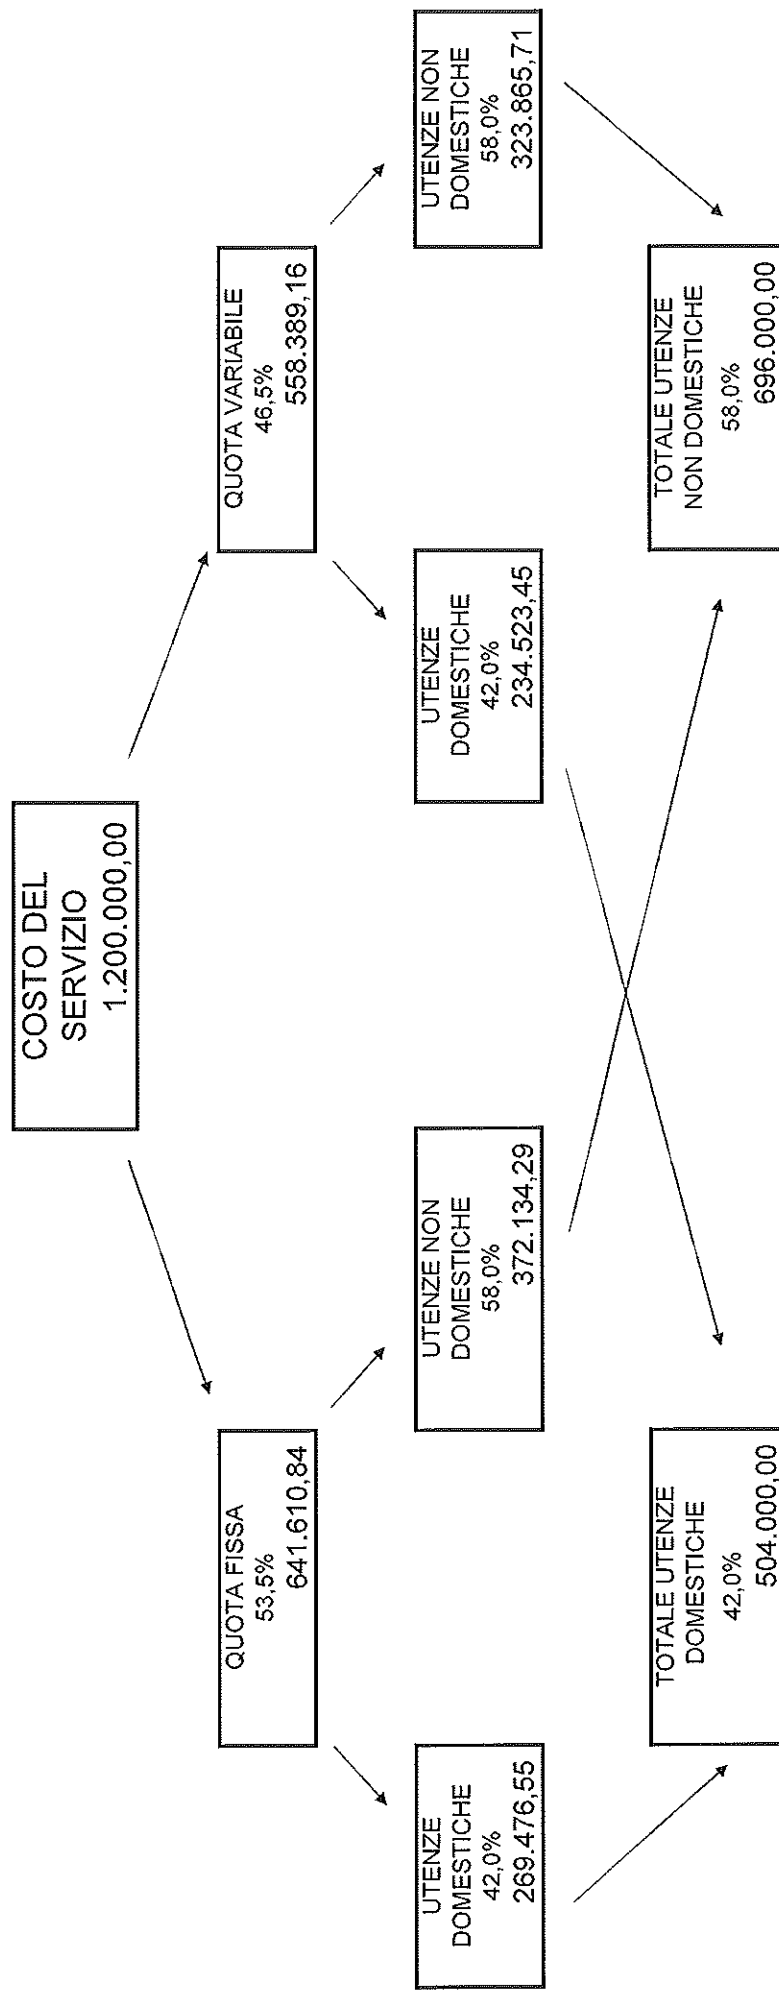 COSTO DEL
SERVIZIO
1.200.000,00
QUOTA FISSA
53,5%
641.610,84
QUOTA VARIABILE
46,5%
558.389,16
UTENZE
DOMESTICHE
42,0%
269.476,55
UTENZE NON
DOMESTICHE
58,0%
372.134,29
UTENZE
DOMESTICHE
42,0%
234.523,45
UTENZE NON
DOMESTICHE
58,0%
323.865,71
TOTALE UTENZE
DOMESTICHE
42,0%
504.000,00
TOTALE UTENZE
NON DOMESTICHE
58,0%
696.000,00